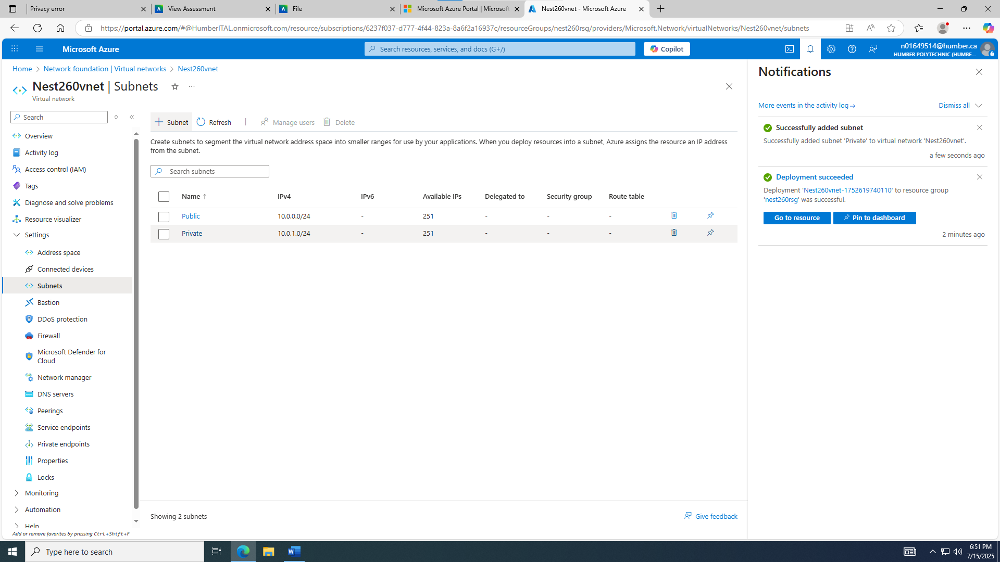 Privacy error
View Assessment
File
Microsoft Azure Portal | Microsoft
Nest260vnet - Microsoft Azure
https://portal.azure.com/#@HumberITAL.onmicrosoft.com/resource/subscriptions/6237f037-d777-4f44-823a-8a6f2a16937c/resourceGroups/nest260rsg/providers/Microsoft.Network/virtualNetworks/Nest260vnet/subnets
Microsoft Azure
Search resources, services, and docs (G+/)
Copilot
n01649514@humber.ca
HUMBER POLYTECHNIC (HUMBE...
Home > Network foundation | Virtual networks > Nest260vnet
Nest260vnet | Subnets
Virtual network
Search
Overview
Activity log
Access control (IAM)
Tags
Diagnose and solve problems
Resource visualizer
Settings
Address space
Connected devices
Subnets
Bastion
DDoS protection
Firewall
Microsoft Defender for
Cloud
Network manager
DNS servers
Peerings
Service endpoints
Private endpoints
Properties
Locks
Monitoring
Automation
Help
Add or remove favorites by pressing Ctrl+Shift+F
+ Subnet Refresh | Manage users Delete
Create subnets to segment the virtual network address space into smaller ranges for use by your applications. When you deploy resources into a subnet, Azure assigns the resource an IP address
from the subnet.
Search subnets
Name ↑ IPv4 IPv6 Available IPs Delegated to Security group Route table
Public 10.0.0.0/24 - 251 - - -
Private 10.0.1.0/24 - 251 - - -
Showing 2 subnets
Give feedback
Notifications
More events in the activity log →
Dismiss all
Successfully added subnet
Successfully added subnet 'Private' to virtual network 'Nest260vnet'.
a few seconds ago
Deployment succeeded
Deployment 'Nest260vnet-1752619740110' to resource group
'nest260rsg' was successful.
Go to resource
Pin to dashboard
2 minutes ago
Type here to search
6:51 PM
7/15/2025